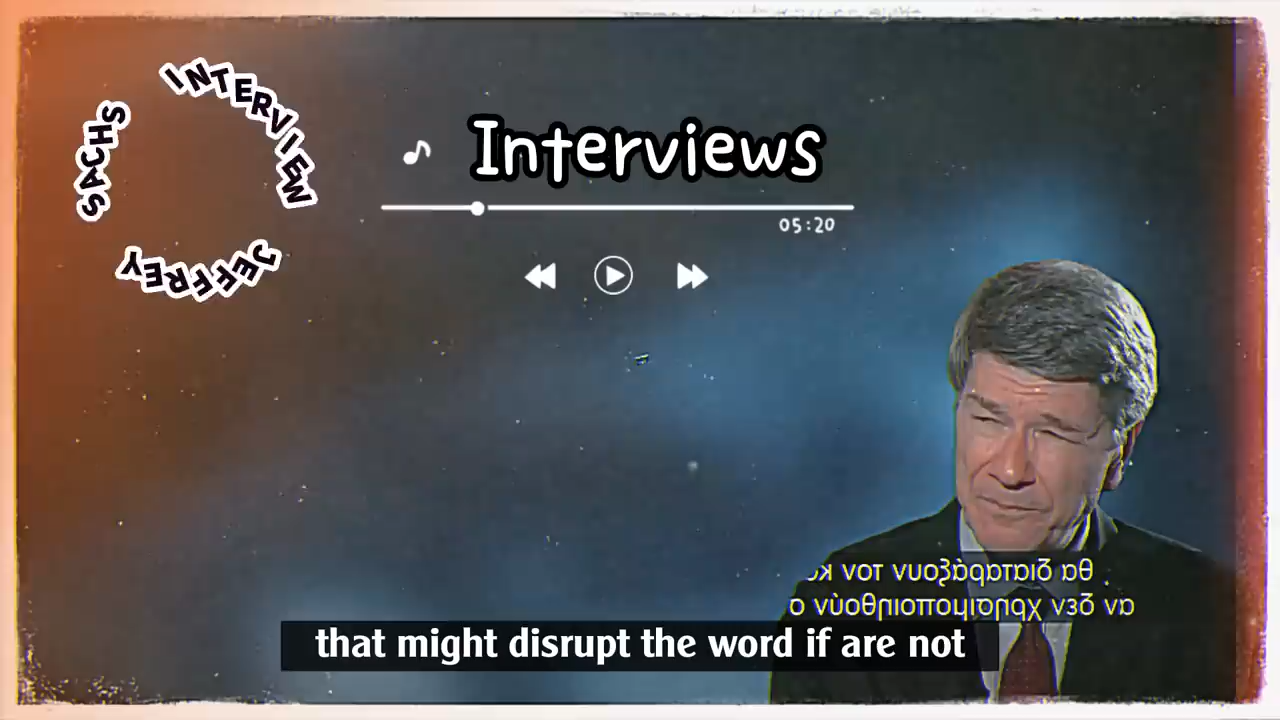 INTERVIEW
JEFFREY
SACHS
Interviews
05:20
θα διαταράξουν τον
αν δεν χρησιμοποιηθούν ο
that might disrupt the word if are not